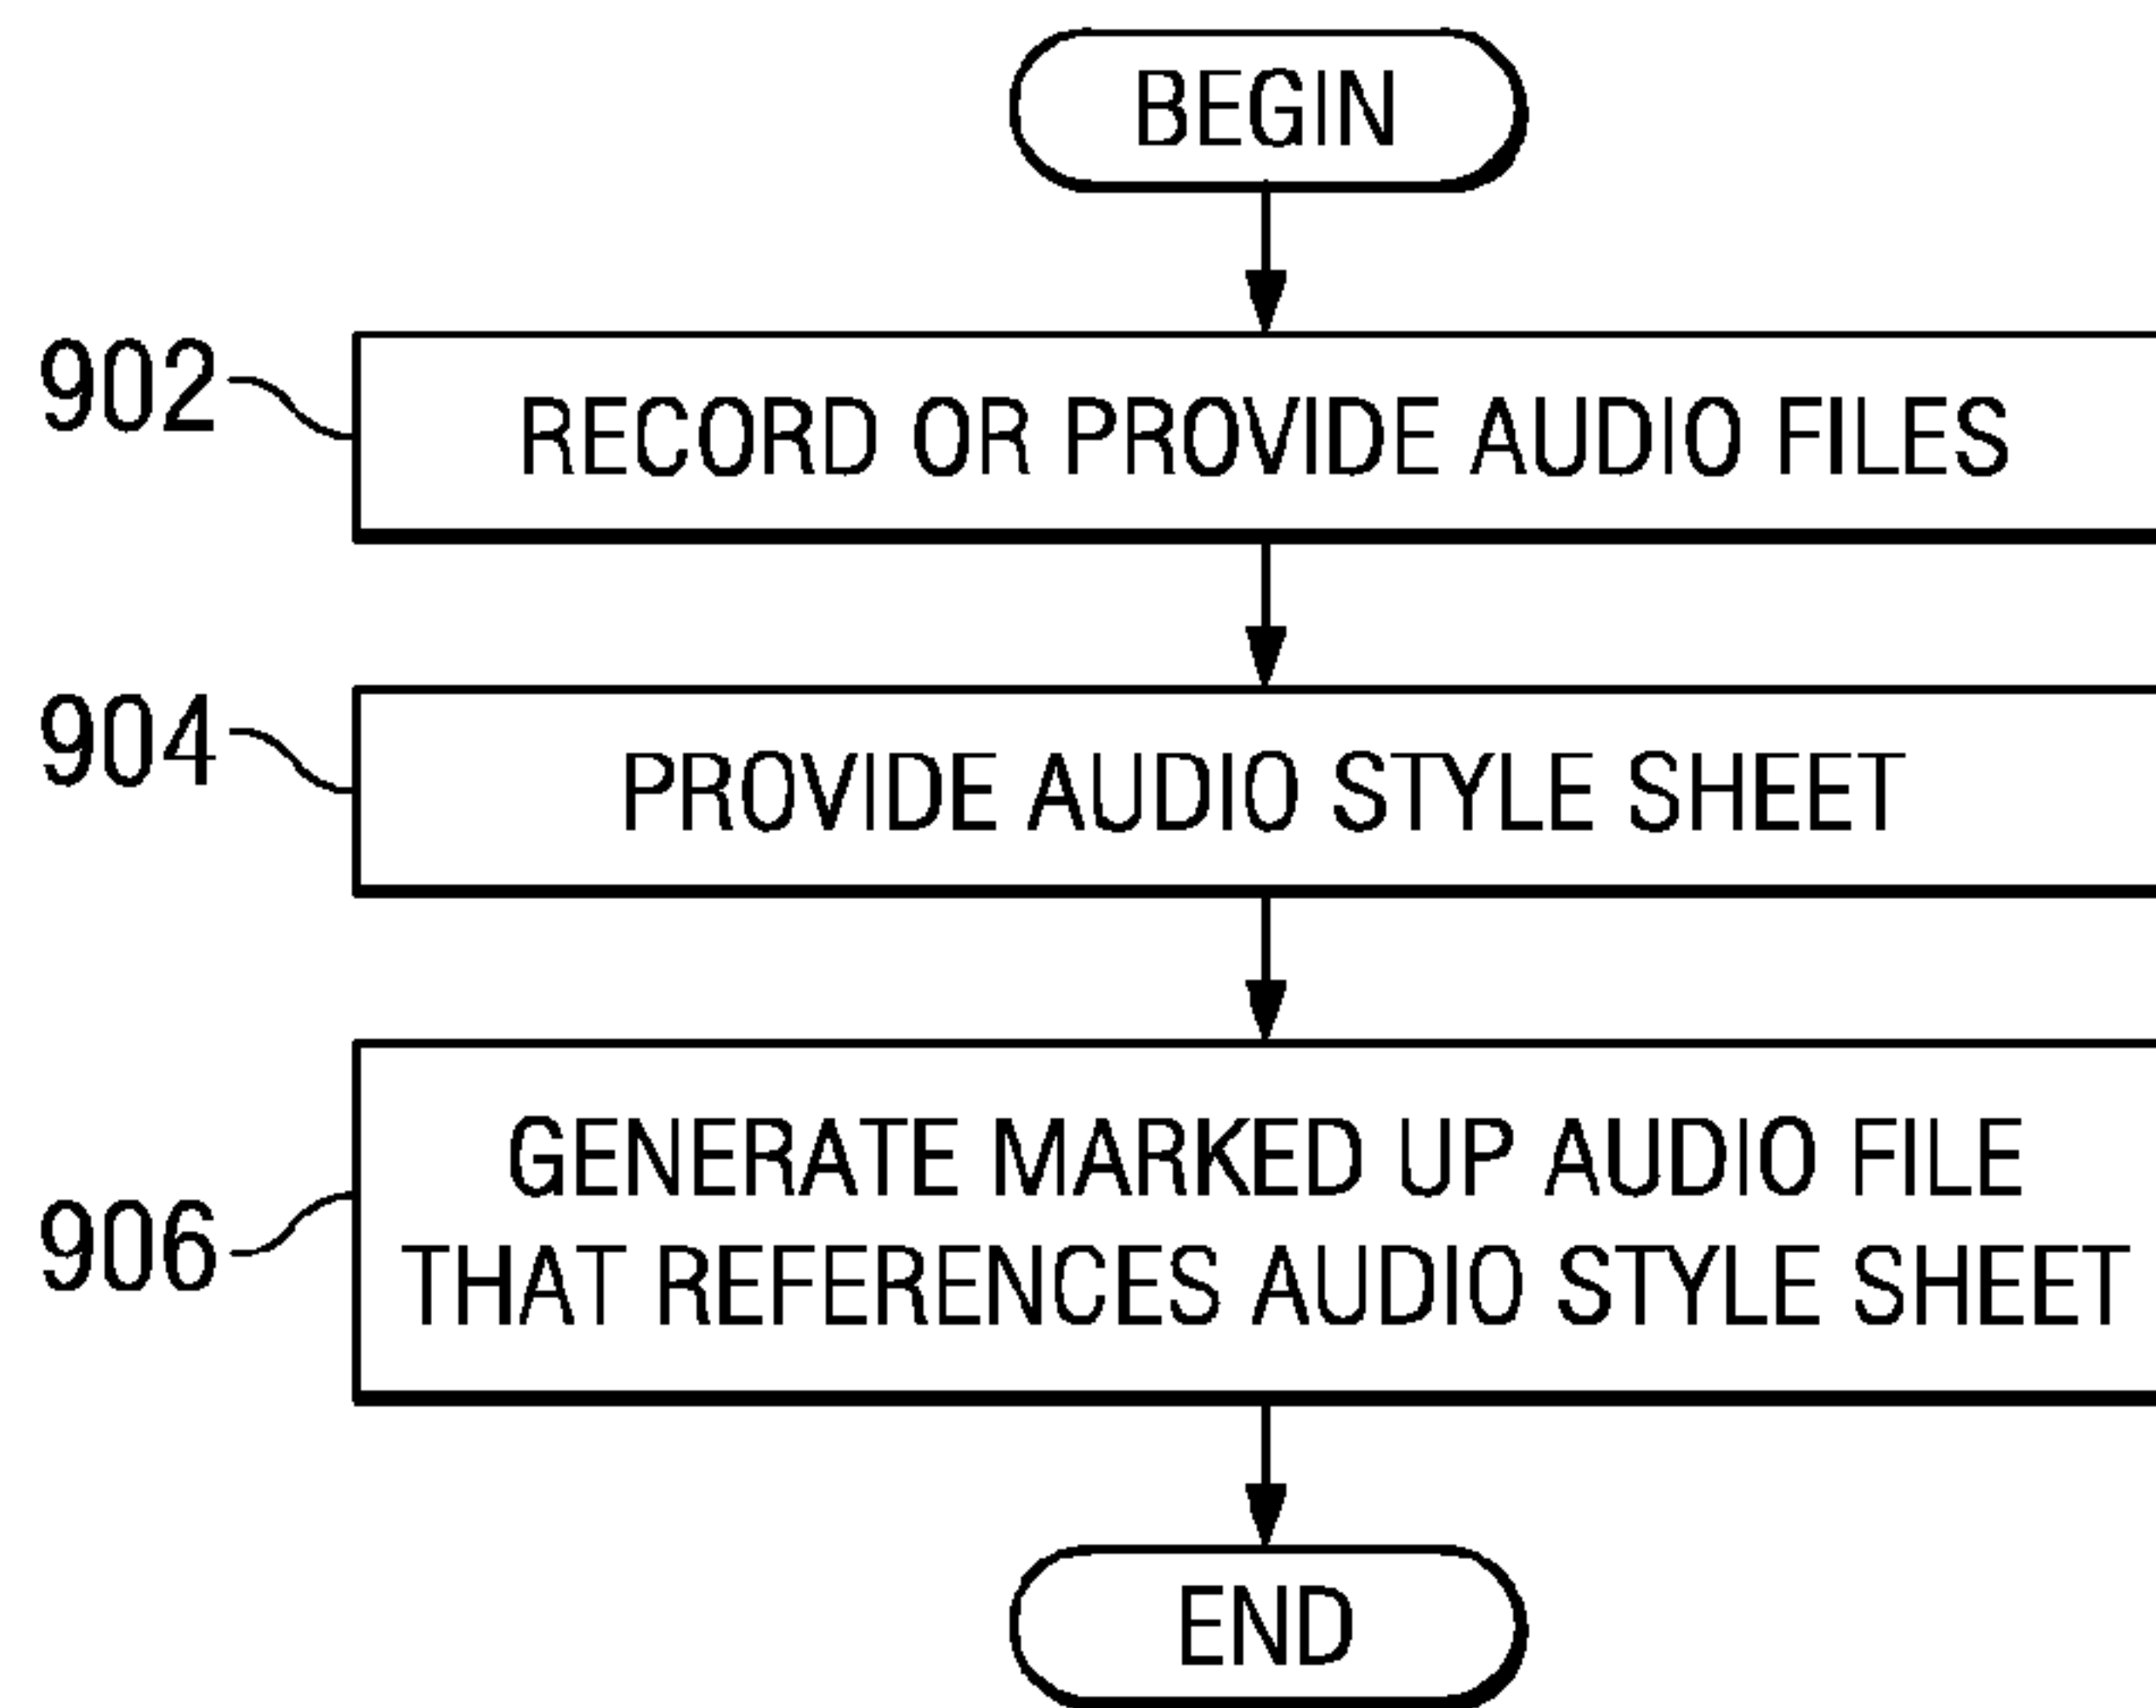 BEGIN
902
RECORD OR PROVIDE AUDIO FILES
904
PROVIDE AUDIO STYLE SHEET
906
GENERATE MARKED UP AUDIO FILE
THAT REFERENCES AUDIO STYLE SHEET
END